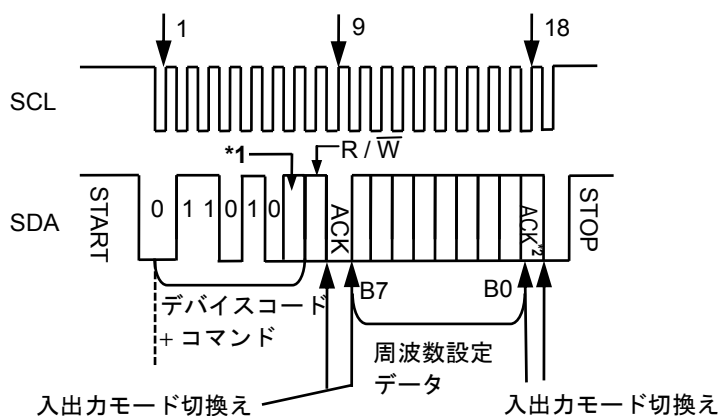 1
9
18
SCL
*1
R / W
SDA
START
0
1
1
0
1
0
ACK
ACK*2
STOP
B7
B0
デバイスコード
+ コマンド
周波数設定
データ
入出力モード切換え
入出力モード切換え